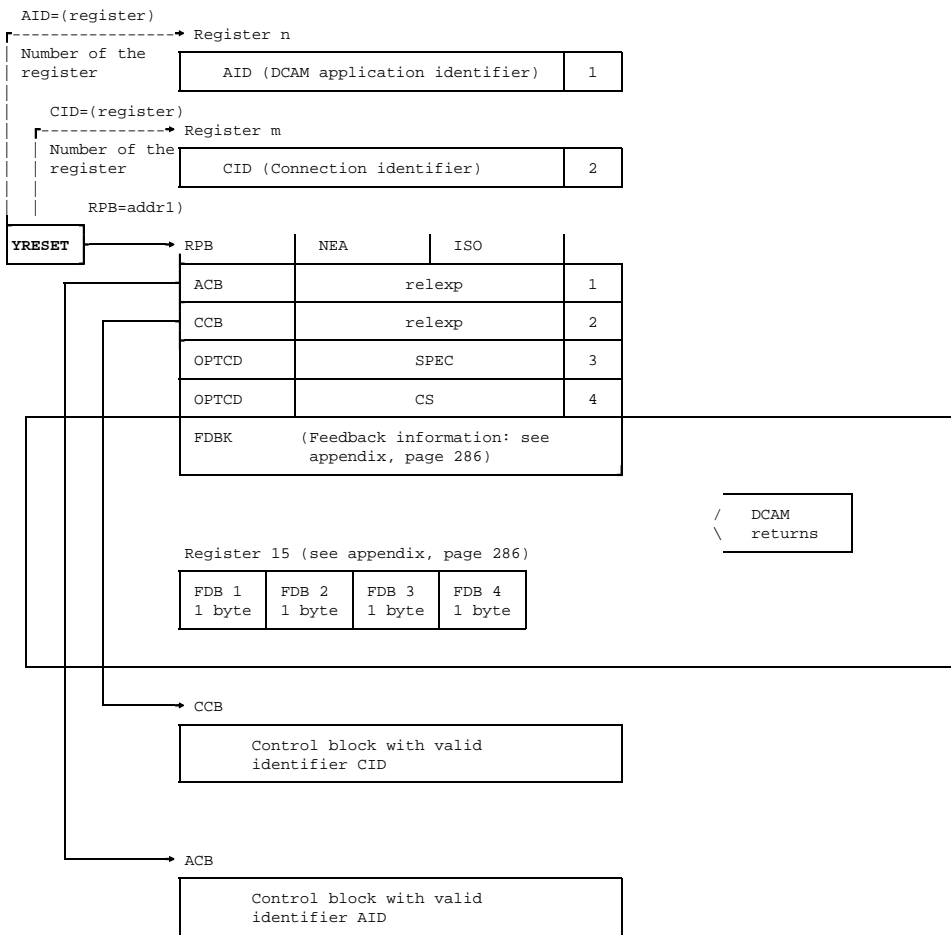 AID=(register)
Register n
Number of the
register
AID (DCAM application identifier) 1
CID=(register)
Register m
Number of the
register
CID (Connection identifier) 2
RPB=addr1)
YRESET
RPB NEA ISO
ACB relexp 1
CCB relexp 2
OPTCD SPEC 3
OPTCD CS 4
FDBK (Feedback information: see
appendix, page 286)
/ DCAM
\ returns
Register 15 (see appendix, page 286)
FDB 1 FDB 2 FDB 3 FDB 4
1 byte 1 byte 1 byte 1 byte
CCB
Control block with valid
identifier CID
ACB
Control block with valid
identifier AID